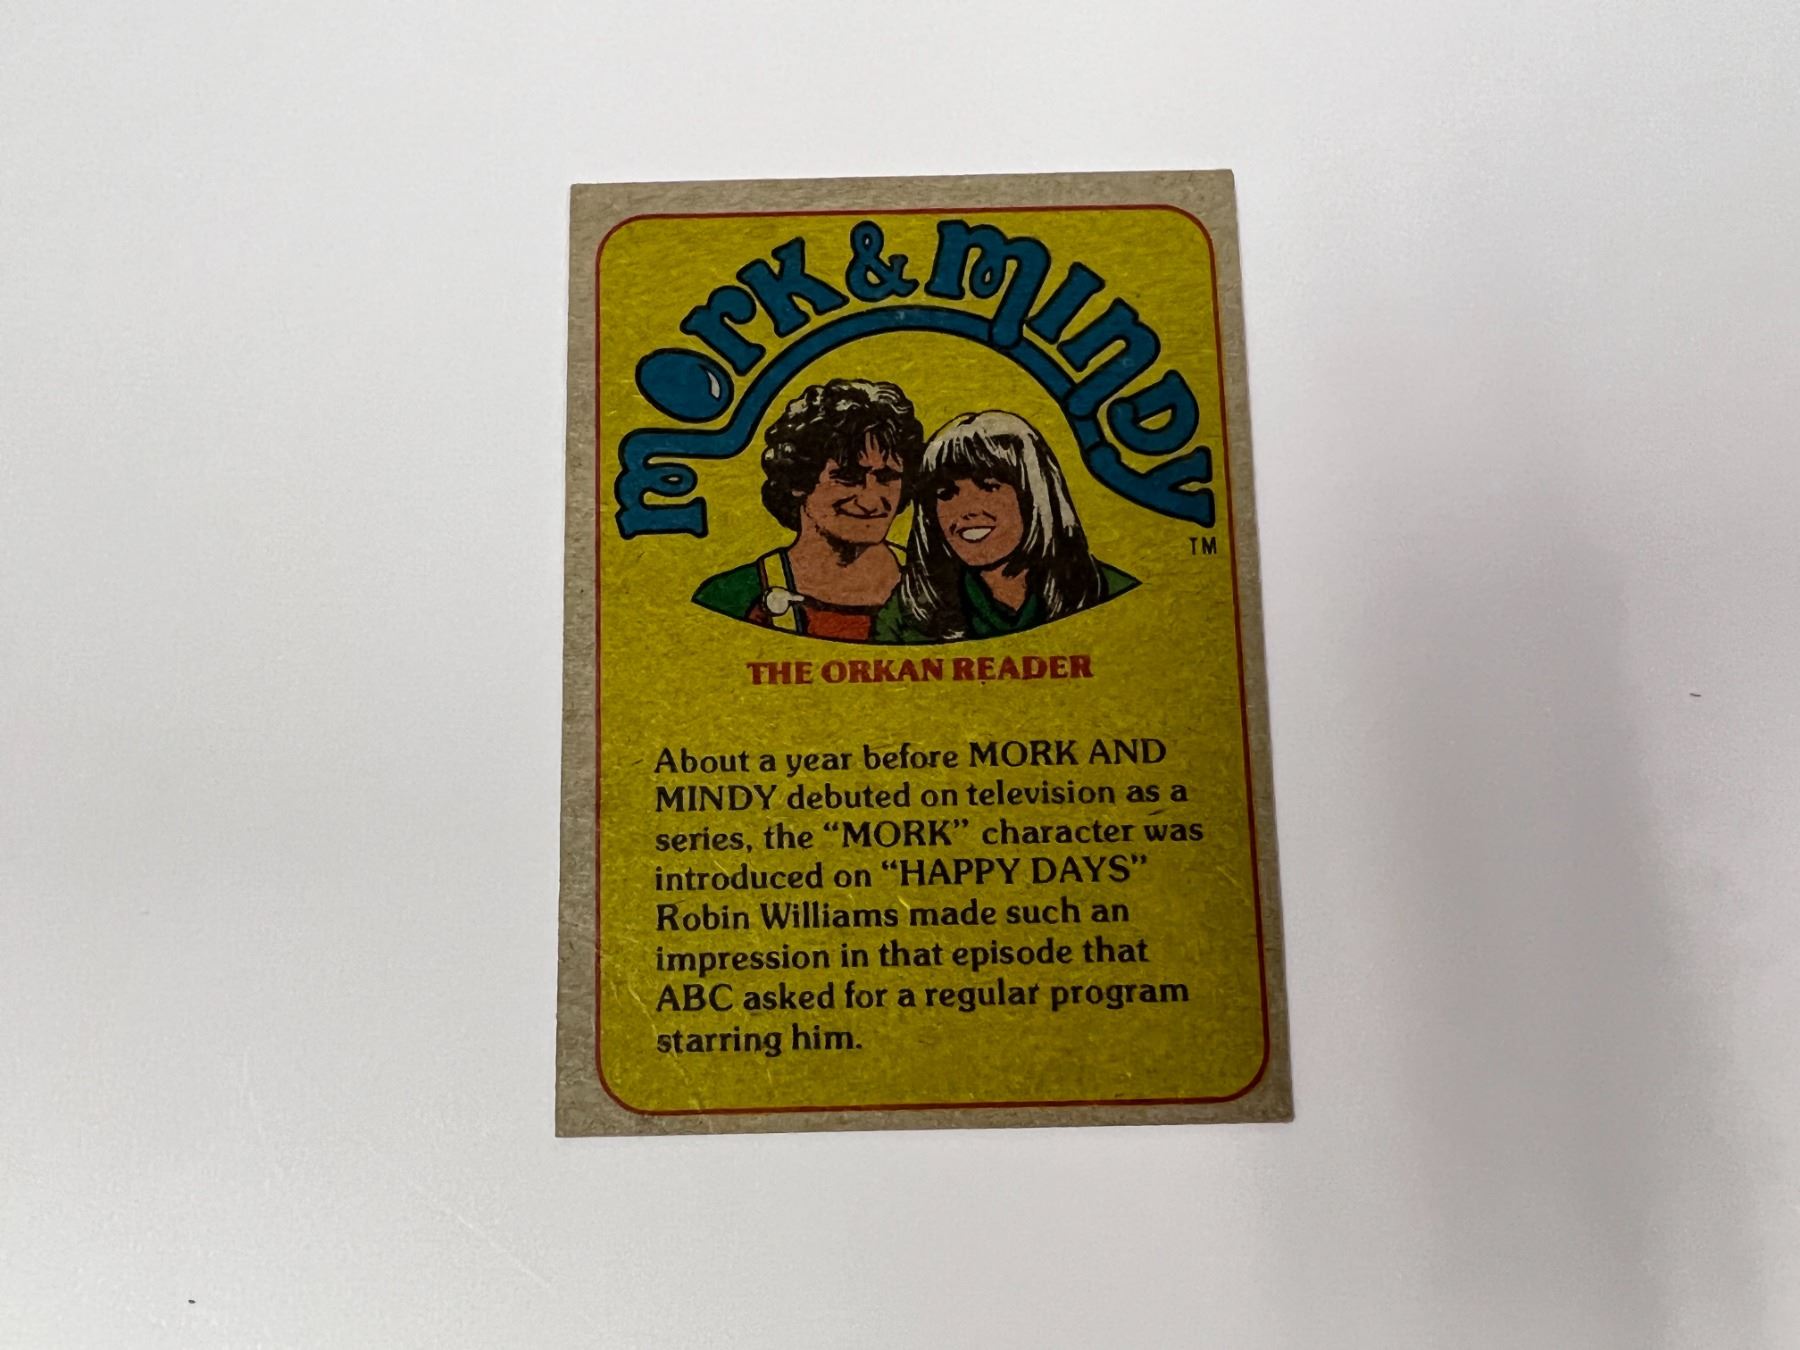 Mork & Mindy
TM
THE ORKAN READER
About a year before MORK AND
MINDY debuted on television as a
series, the “MORK” character was
introduced on “HAPPY DAYS”
Robin Williams made such an
impression in that episode that
ABC asked for a regular program
starring him.